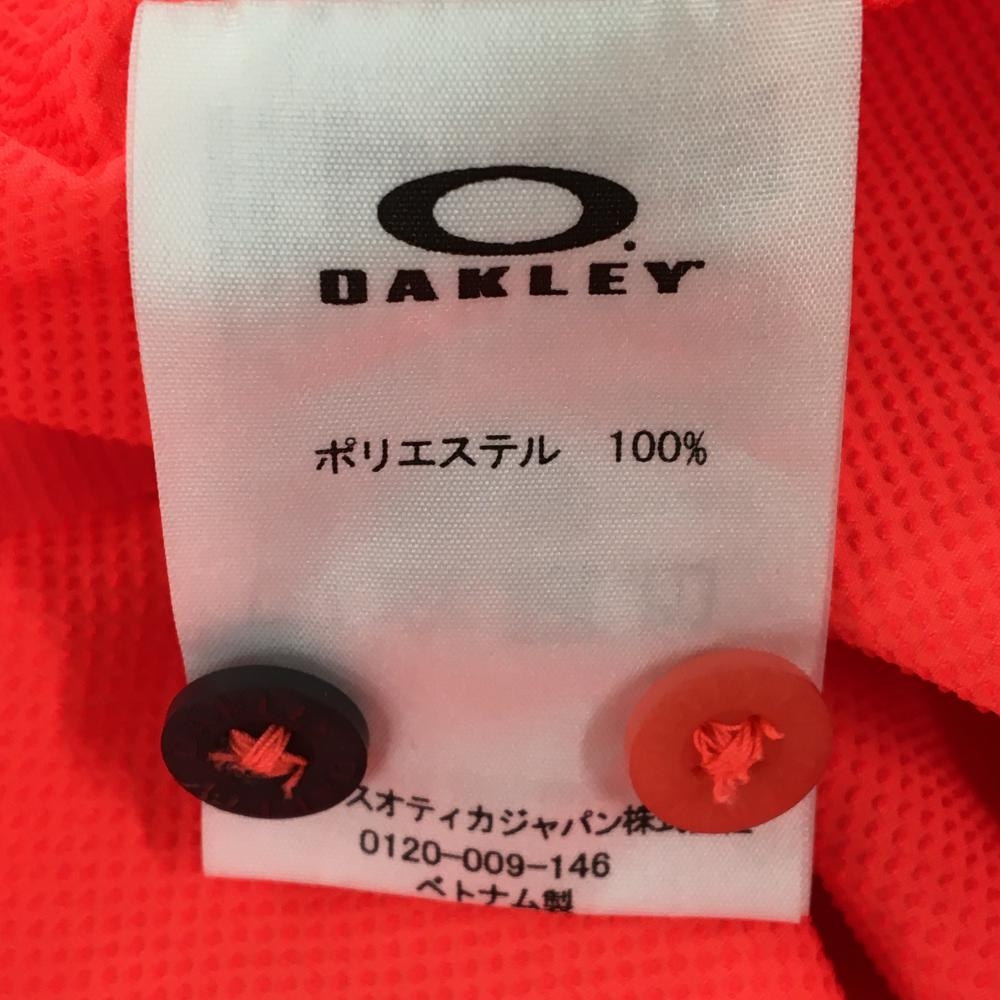 OAKLEY
ポリエステル 100%
スオティカジャパン株
0120-009-146
ベトナム製